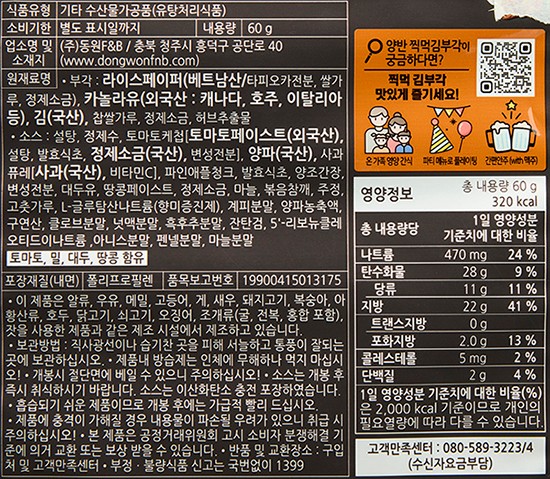 식품유형 기타 수산물가공품(유탕처리식품)
소비기한 별도 표시일까지 내용량 60 g
업소명 및 소재지 (주)동원F&B / 충북 청주시 흥덕구 공단로 40
(www.dongwonfnb.com)
원재료명 • 부각 : 라이스페이퍼(베트남산/타피오카전분, 쌀가
루, 정제소금), 카놀라유(외국산 : 캐나다, 호주, 이탈리아
등), 김(국산), 찹쌀가루, 정제소금, 허브추출물
• 소스 : 설탕, 정제수, 토마토케첩[토마토페이스트(외국산),
설탕, 발효식초, 정제소금(국산), 변성전분], 양파(국산), 사과
퓨레[사과(국산), 비타민C], 파인애플청크, 발효식초, 양조간장,
변성전분, 대두유, 땅콩페이스트, 정제소금, 마늘, 볶음참깨, 주정,
고춧가루, L-글루탐산나트륨(향미증진제), 계피분말, 양파농축액,
구연산, 클로브분말, 넛맥분말, 흑후추분말, 잔탄검, 5'-리보뉴클레
오티드이나트륨, 아니스분말, 펜넬분말, 마늘분말
토마토, 밀, 대두, 땅콩 함유
포장재질(내면) 폴리프로필렌 품목보고번호 19900415013175
• 이 제품은 알류, 우유, 메밀, 고등어, 게, 새우, 돼지고기, 복숭아, 아
황산류, 호두, 닭고기, 쇠고기, 오징어, 조개류(굴, 전복, 홍합 포함),
잣을 사용한 제품과 같은 제조 시설에서 제조하고 있습니다.
• 보관방법 : 직사광선이나 습기찬 곳을 피해 서늘하고 통풍이 잘되는
곳에 보관하십시오. • 제품내 방습제는 인체에 무해하나 먹지 마십시
오! • 개봉시 절단면에 베일 수 있으니 주의하십시오! • 소스는 개봉 후
즉시 취식하시기 바랍니다. 소스는 이산화탄소 충전 포장하였습니다.
• 흡습되기 쉬운 제품이므로 개봉 후에는 가급적 빨리 드십시오.
• 제품에 충격이 가해질 경우 내용물이 파손될 우려가 있으니 취급 시
주의하십시오! • 본 제품은 공정거래위원회 고시 소비자 분쟁해결 기
준에 의거 교환 또는 보상 받을 수 있습니다. • 반품 및 교환장소 : 구입
처 및 고객만족센터 • 부정 · 불량식품 신고는 국번없이 1399
양반 찍먹김부각이
궁금하다면?
찍먹 김부각
맛있게 즐기세요!
온 가족 영양 간식 파티 메뉴로 플레이팅 간편안주 (with 맥주)
영양정보 총 내용량 60 g
320 kcal
총 내용량당 1일 영양성분 기준치에 대한 비율
나트륨 470 mg 24 %
탄수화물 28 g 9 %
당류 11 g 11 %
지방 22 g 41 %
트랜스지방 0 g
포화지방 2.0 g 13 %
콜레스테롤 5 mg 2 %
단백질 2 g 4 %
1일 영양성분 기준치에 대한 비율(%)
은 2,000 kcal 기준이므로 개인의
필요열량에 따라 다를 수 있습니다.
고객만족센터 : 080-589-3223/4
(수신자요금부담)